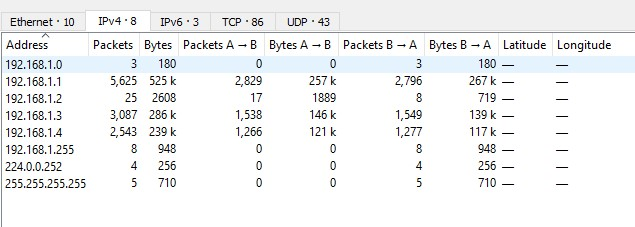 Ethernet · 10 IPv4 · 8 IPv6 · 3 TCP · 86 UDP · 43
Address Packets Bytes Packets A → B Bytes A → B Packets B → A Bytes B → A Latitude Longitude
192.168.1.0 3 180 0 0 3 180 — —
192.168.1.1 5,625 525 k 2,829 257 k 2,796 267 k — —
192.168.1.2 25 2608 17 1889 8 719 — —
192.168.1.3 3,087 286 k 1,538 146 k 1,549 139 k — —
192.168.1.4 2,543 239 k 1,266 121 k 1,277 117 k — —
192.168.1.255 8 948 0 0 8 948 — —
224.0.0.252 4 256 0 0 4 256 — —
255.255.255.255 5 710 0 0 5 710 — —